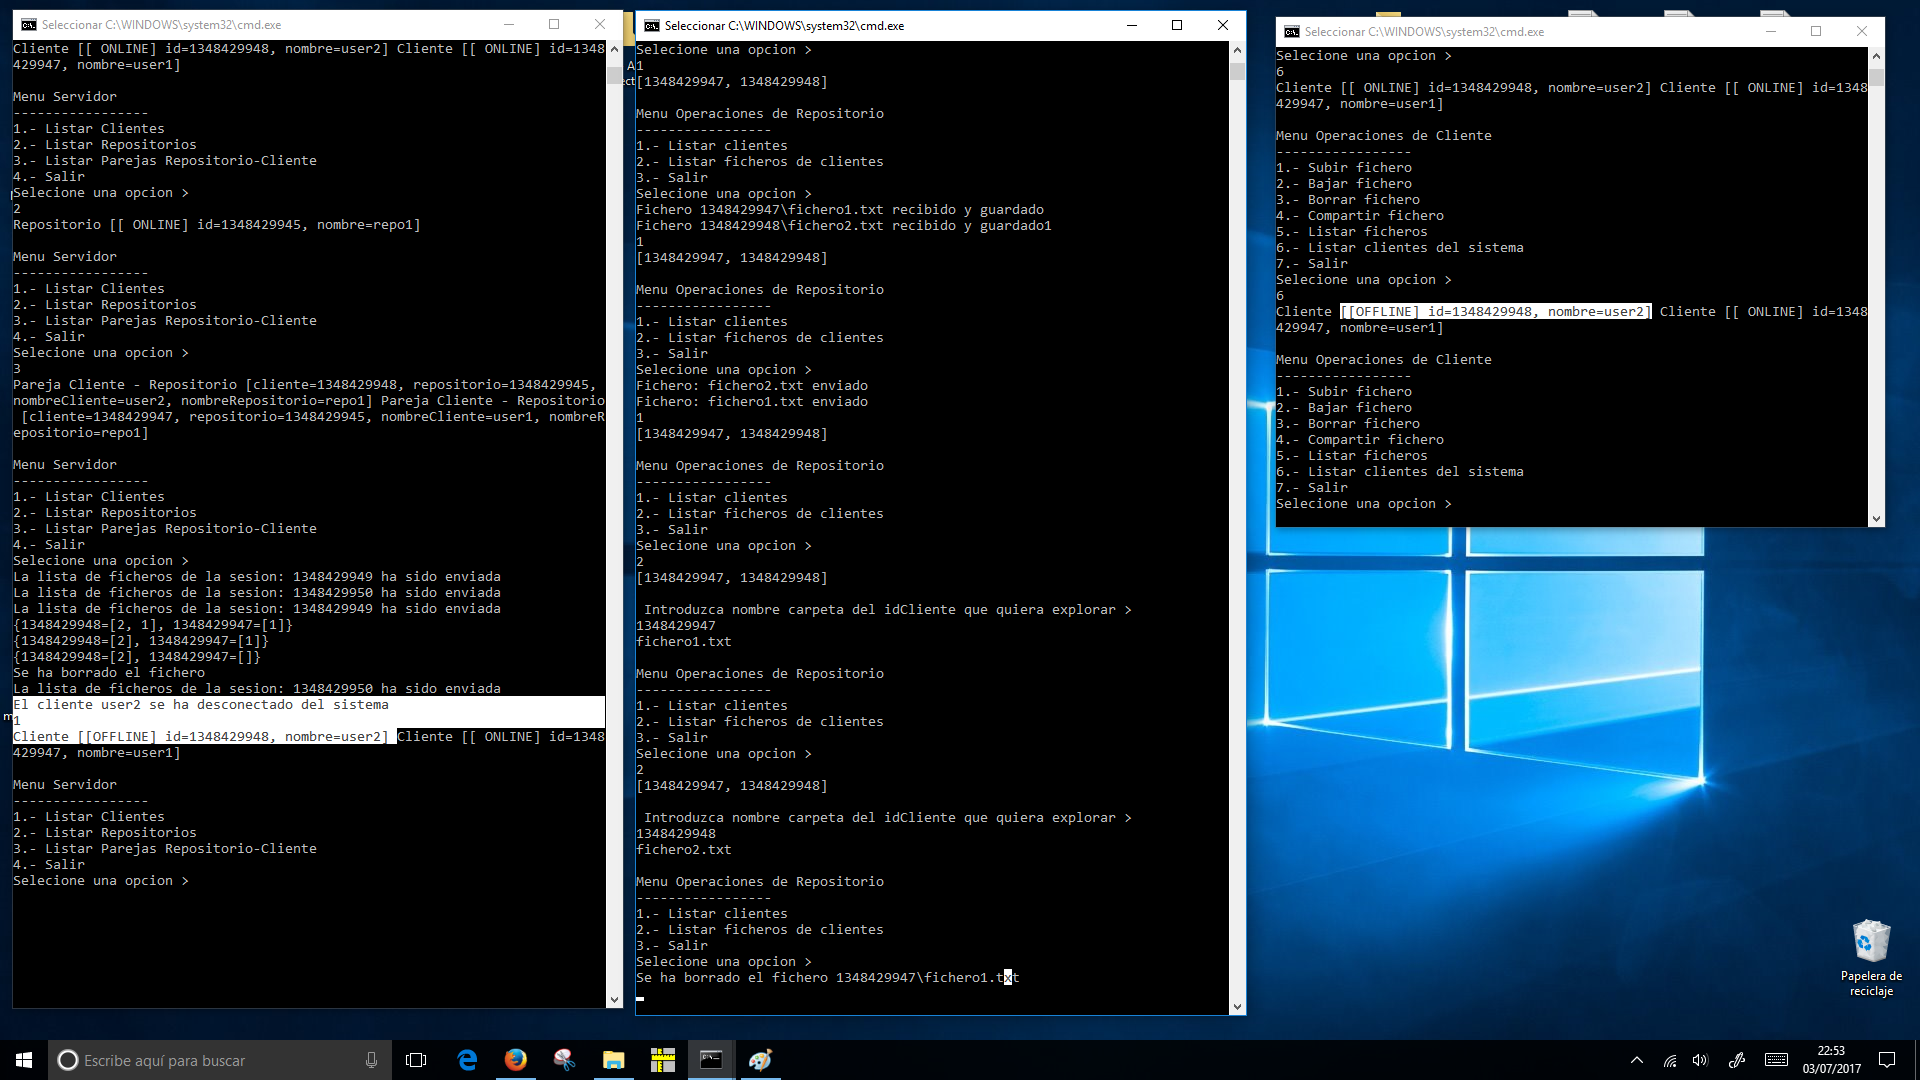 Seleccionar C:\WINDOWS\system32\cmd.exe
Cliente [[ ONLINE] id=1348429948, nombre=user2] Cliente [[ ONLINE] id=1348
429947, nombre=user1]
Menu Servidor
-----------------
1.- Listar Clientes
2.- Listar Repositorios
3.- Listar Parejas Repositorio-Cliente
4.- Salir
Selecione una opcion >
2
Repositorio [[ ONLINE] id=1348429945, nombre=repo1]
Menu Servidor
-----------------
1.- Listar Clientes
2.- Listar Repositorios
3.- Listar Parejas Repositorio-Cliente
4.- Salir
Selecione una opcion >
3
Pareja Cliente - Repositorio [cliente=1348429948, repositorio=1348429945,
nombreCliente=user2, nombreRepositorio=repo1] Pareja Cliente - Repositorio
[cliente=1348429947, repositorio=1348429945, nombreCliente=user1, nombreR
epositorio=repo1]
Menu Servidor
-----------------
1.- Listar Clientes
2.- Listar Repositorios
3.- Listar Parejas Repositorio-Cliente
4.- Salir
Selecione una opcion >
La lista de ficheros de la sesion: 1348429949 ha sido enviada
La lista de ficheros de la sesion: 1348429950 ha sido enviada
La lista de ficheros de la sesion: 1348429949 ha sido enviada
{1348429948=[2, 1], 1348429947=[1]}
{1348429948=[2], 1348429947=[1]}
{1348429948=[2], 1348429947=[]}
Se ha borrado el fichero
La lista de ficheros de la sesion: 1348429950 ha sido enviada
El cliente user2 se ha desconectado del sistema
1
Cliente [[OFFLINE] id=1348429948, nombre=user2] Cliente [[ ONLINE] id=1348
429947, nombre=user1]
Menu Servidor
-----------------
1.- Listar Clientes
2.- Listar Repositorios
3.- Listar Parejas Repositorio-Cliente
4.- Salir
Selecione una opcion >
Seleccionar C:\WINDOWS\system32\cmd.exe
Selecione una opcion >
1
[1348429947, 1348429948]
Menu Operaciones de Repositorio
-----------------
1.- Listar clientes
2.- Listar ficheros de clientes
3.- Salir
Selecione una opcion >
Fichero 1348429947\fichero1.txt recibido y guardado
Fichero 1348429948\fichero2.txt recibido y guardado1
1
[1348429947, 1348429948]
Menu Operaciones de Repositorio
-----------------
1.- Listar clientes
2.- Listar ficheros de clientes
3.- Salir
Selecione una opcion >
Fichero: fichero2.txt enviado
Fichero: fichero1.txt enviado
1
[1348429947, 1348429948]
Menu Operaciones de Repositorio
-----------------
1.- Listar clientes
2.- Listar ficheros de clientes
3.- Salir
Selecione una opcion >
2
[1348429947, 1348429948]
Introduzca nombre carpeta del idCliente que quiera explorar >
1348429947
fichero1.txt
Menu Operaciones de Repositorio
-----------------
1.- Listar clientes
2.- Listar ficheros de clientes
3.- Salir
Selecione una opcion >
2
[1348429947, 1348429948]
Introduzca nombre carpeta del idCliente que quiera explorar >
1348429948
fichero2.txt
Menu Operaciones de Repositorio
-----------------
1.- Listar clientes
2.- Listar ficheros de clientes
3.- Salir
Selecione una opcion >
Se ha borrado el fichero 1348429947\fichero1.txt
Seleccionar C:\WINDOWS\system32\cmd.exe
Selecione una opcion >
6
Cliente [[ ONLINE] id=1348429948, nombre=user2] Cliente [[ ONLINE] id=1348
429947, nombre=user1]
Menu Operaciones de Cliente
-----------------
1.- Subir fichero
2.- Bajar fichero
3.- Borrar fichero
4.- Compartir fichero
5.- Listar ficheros
6.- Listar clientes del sistema
7.- Salir
Selecione una opcion >
6
Cliente [[OFFLINE] id=1348429948, nombre=user2] Cliente [[ ONLINE] id=1348
429947, nombre=user1]
Menu Operaciones de Cliente
-----------------
1.- Subir fichero
2.- Bajar fichero
3.- Borrar fichero
4.- Compartir fichero
5.- Listar ficheros
6.- Listar clientes del sistema
7.- Salir
Selecione una opcion >
Papelera de
reciclaje
Escribe aquí para buscar
22:53
03/07/2017